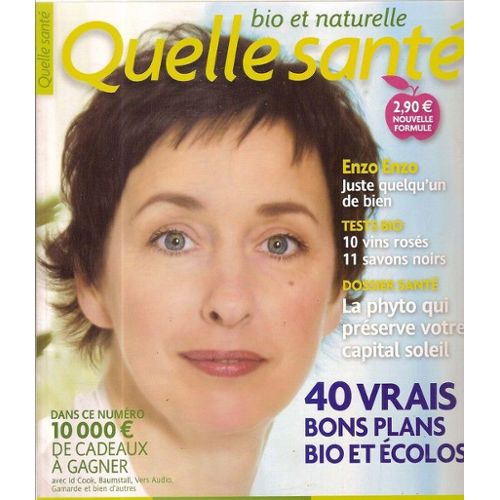 Quelle santé
bio et naturelle
Quelle santé
2,90 €
NOUVELLE
FORMULE
Enzo Enzo
Juste quelqu'un
de bien
TESTS BIO
10 vins rosés
11 savons noirs
DOSSIER SANTÉ
La phyto qui
préserve votre
capital soleil
40 VRAIS
BONS PLANS
BIO ET ÉCOLOS
DANS CE NUMÉRO
10 000 €
DE CADEAUX
À GAGNER
avec Id Cook, Baumstall, Vers Audio,
Gamarde et bien d'autres